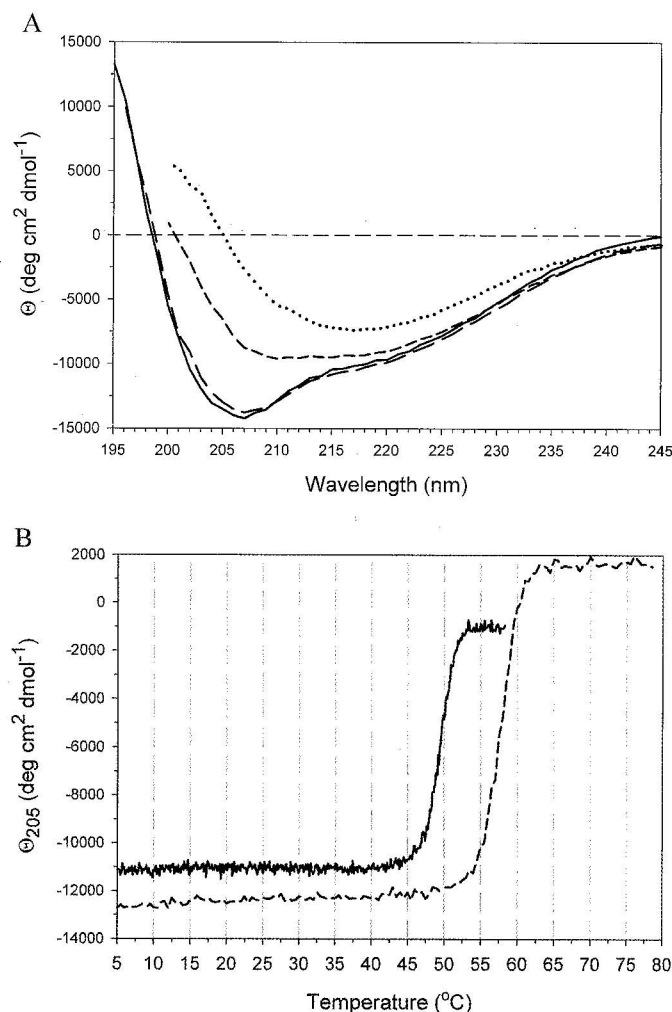 A
15000
10000
5000
0
-5000
-10000
-15000
Θ (deg cm² dmol⁻¹)
195 200 205 210 215 220 225 230 235 240 245
Wavelength (nm)
B
2000
0
-2000
-4000
-6000
-8000
-10000
-12000
-14000
Θ₂₀₅ (deg cm² dmol⁻¹)
5 10 15 20 25 30 35 40 45 50 55 60 65 70 75 80
Temperature (°C)